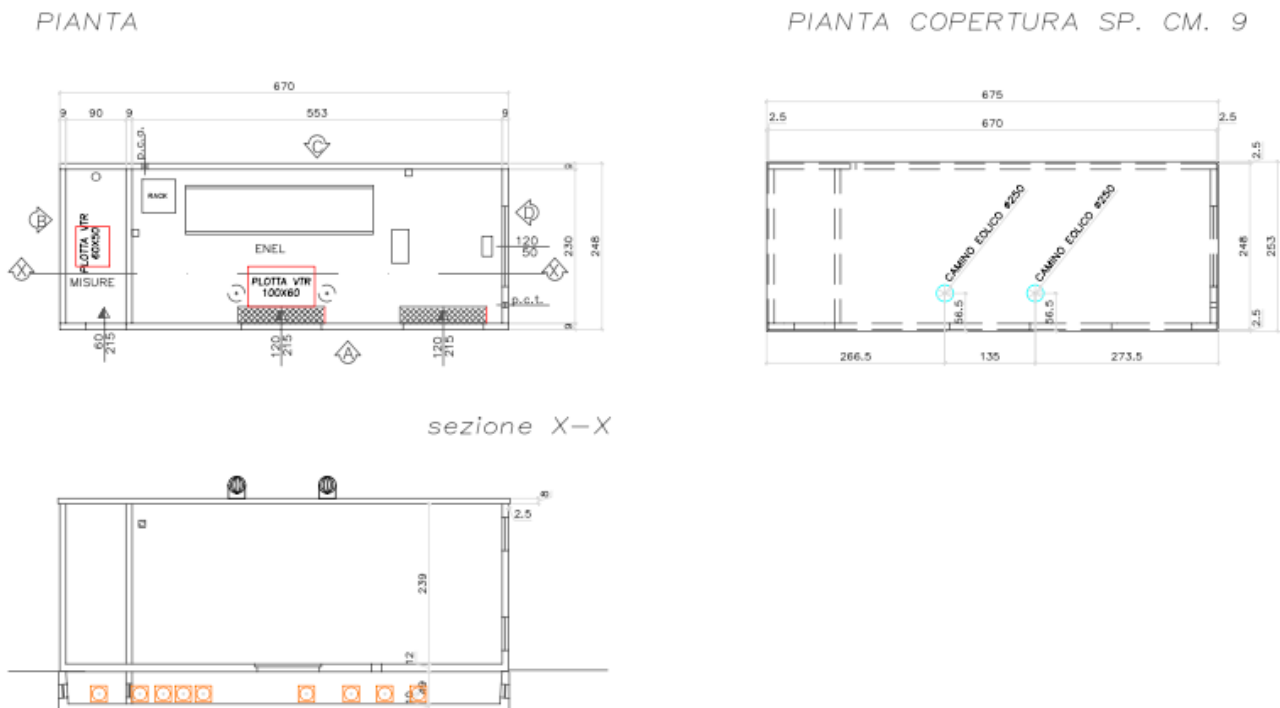 PIANTA
PIANTA COPERTURA SP. CM. 9
670
9 90 9 553 9
p.c.a.
C
9
RACK
B
D
PLOTTA VTR
60X50
ENEL
120
50
230
248
X
X
MISURE
PLOTTA VTR
100X60
p.c.t.
9
60
215
120
215
A
120
215
675
2.5
670
2.5
2.5
CAMINO EOLICO ø250
CAMINO EOLICO ø250
248
253
56.5
56.5
2.5
266.5
135
273.5
sezione X-X
8
2.5
239
12